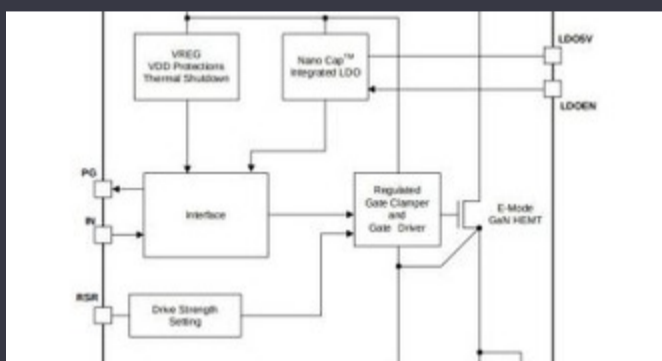 LDO5V
VREG
VDD Protections
Thermal Shutdown
Nano Cap™
Integrated LDO
LDOEN
PG
Interface
Regulated
Gate Clamper
and
Gate Driver
E-Mode
GaN HEMT
IN
RSR
Drive Strength
Setting